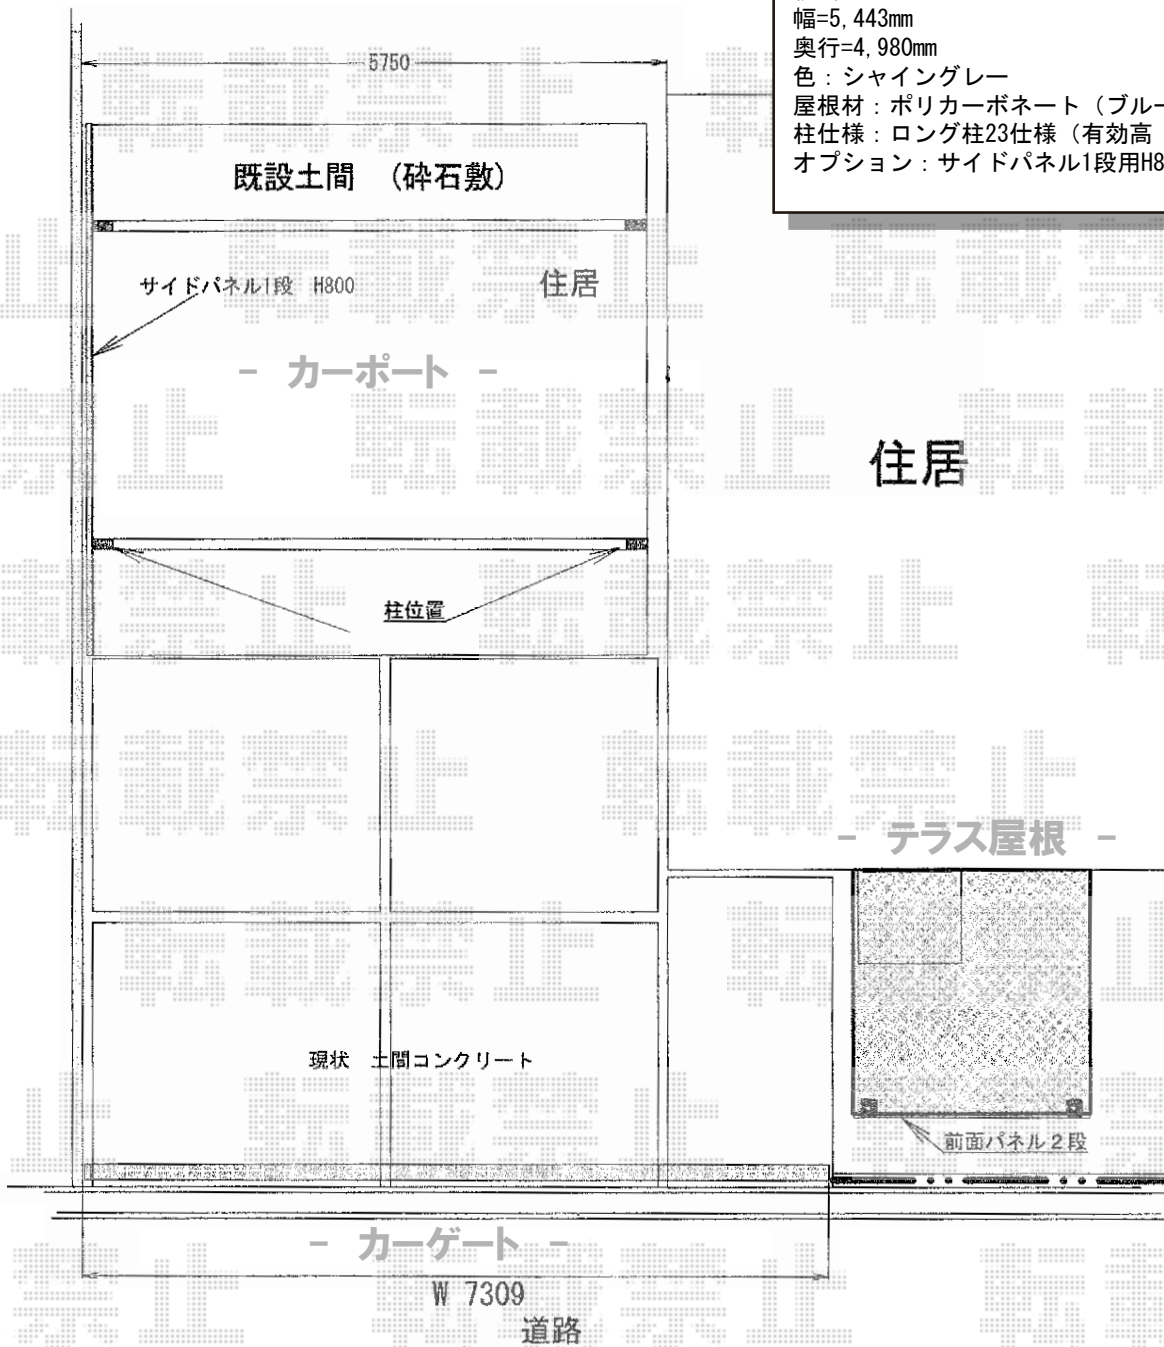 幅=5,443mm
奥行=4,980mm
色：シャイングレー
屋根材：ポリカーボネート（ブルー
柱仕様：ロング柱23仕様（有効高
オプション：サイドパネル1段用H8
5750
既設土間　(砕石敷)
サイドパネル1段　H800
住居
- カーポート -
住居
柱位置
- テラス屋根 -
現状　土間コンクリート
前面パネル２段
- カーゲート -
W 7309
道路
転載禁止